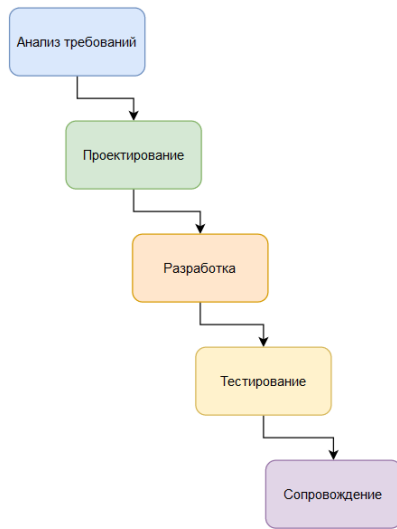 Анализ требований
Проектирование
Разработка
Тестирование
Сопровождение